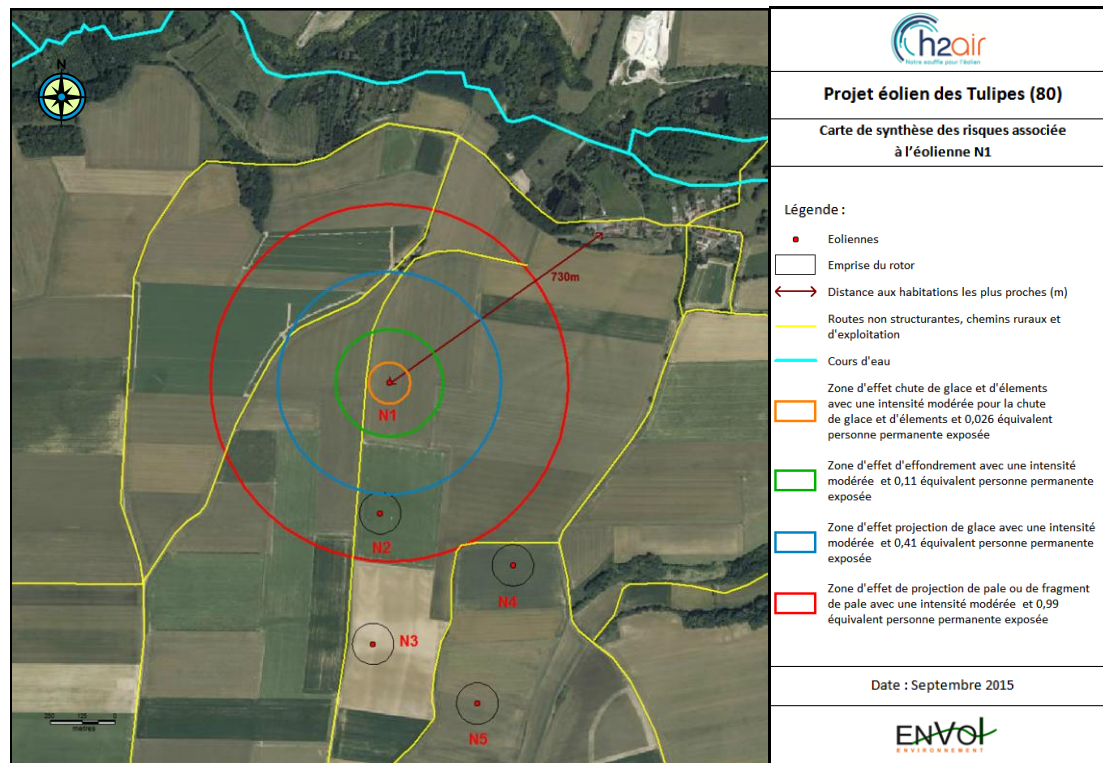 N
730m
N1
N2
N4
N3
N5
250 125 0
metres
h2air
Notre souffle pour l'éolien
Projet éolien des Tulipes (80)
Carte de synthèse des risques associée
à l'éolienne N1
Légende :
Eoliennes
Emprise du rotor
Distance aux habitations les plus proches (m)
Routes non structurantes, chemins ruraux et
d'exploitation
Cours d'eau
Zone d'effet chute de glace et d'élements
avec une intensité modérée pour la chute
de glace et d'élements et 0,026 équivalent
personne permanente exposée
Zone d'effet d'effondrement avec une intensité
modérée et 0,11 équivalent personne permanente
exposée
Zone d'effet projection de glace avec une intensité
modérée et 0,41 équivalent personne permanente
exposée
Zone d'effet de projection de pale ou de fragment
de pale avec une intensité modérée et 0,99
équivalent personne permanente exposée
Date : Septembre 2015
ENVOL
ENVIRONNEMENT